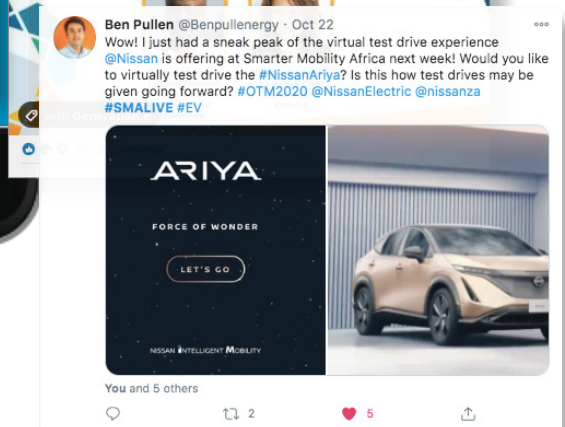 Ben Pullen @Benpullenergy · Oct 22
Wow! I just had a sneak peak of the virtual test drive experience
@Nissan is offering at Smarter Mobility Africa next week! Would you like
to virtually test drive the #NissanAriya? Is this how test drives may be
given going forward? #OTM2020 @NissanElectric @nissanza
#SMALIVE #EV
with Generation
ARIYA
FORCE OF WONDER
LET'S GO
NISSAN INTELLIGENT MOBILITY
You and 5 others
2
5